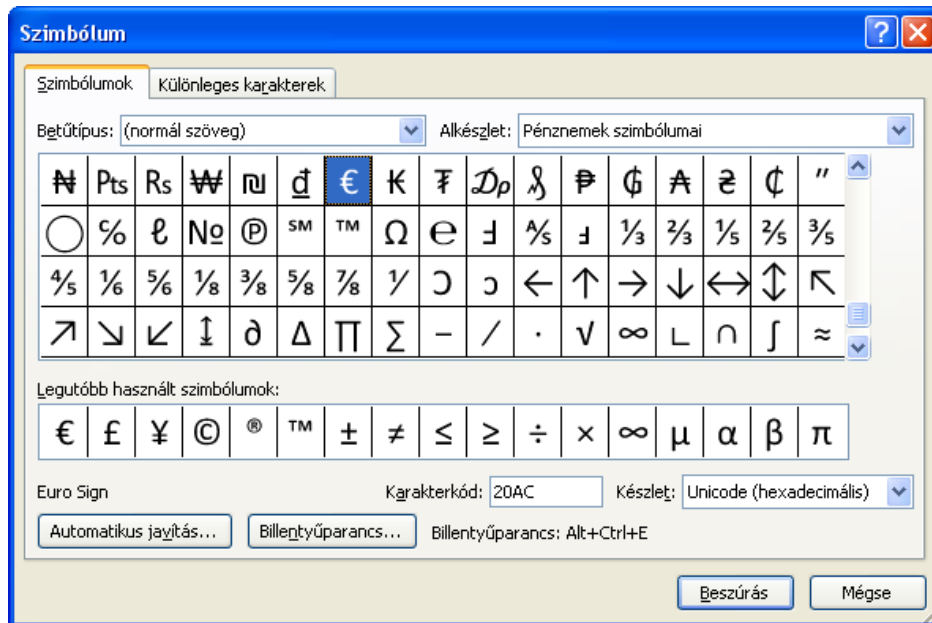 Szimbólum
Szimbólumok Különleges karakterek
Betűtípus: (normál szöveg) Alkészlet: Pénznemek szimbólumai
₦ ₧ ₨ ₩ ₪ ₫ € ₭ ₮ ₯ ₰ ₱ ₲ ₳ ₴ ₵ ″
◯ ℅ ℓ № ℗ ℠ ™ Ω ℮ Ⅎ ⅍ ⅎ ⅓ ⅔ ⅕ ⅖ ⅗
⅘ ⅙ ⅚ ⅛ ⅜ ⅝ ⅞ ⅟ Ↄ ↄ ← ↑ → ↓ ↔ ↕ ↖
↗ ↘ ↙ ↨ ∂ ∆ ∏ ∑ − ∕ ∙ √ ∞ ∟ ∩ ∫ ≈
Legutóbb használt szimbólumok:
€ £ ¥ © ® ™ ± ≠ ≤ ≥ ÷ × ∞ µ α β π
Euro Sign Karakterkód: 20AC Készlet: Unicode (hexadecimális)
Automatikus javítás... Billentyűparancs... Billentyűparancs: Alt+Ctrl+E
Beszúrás Mégse